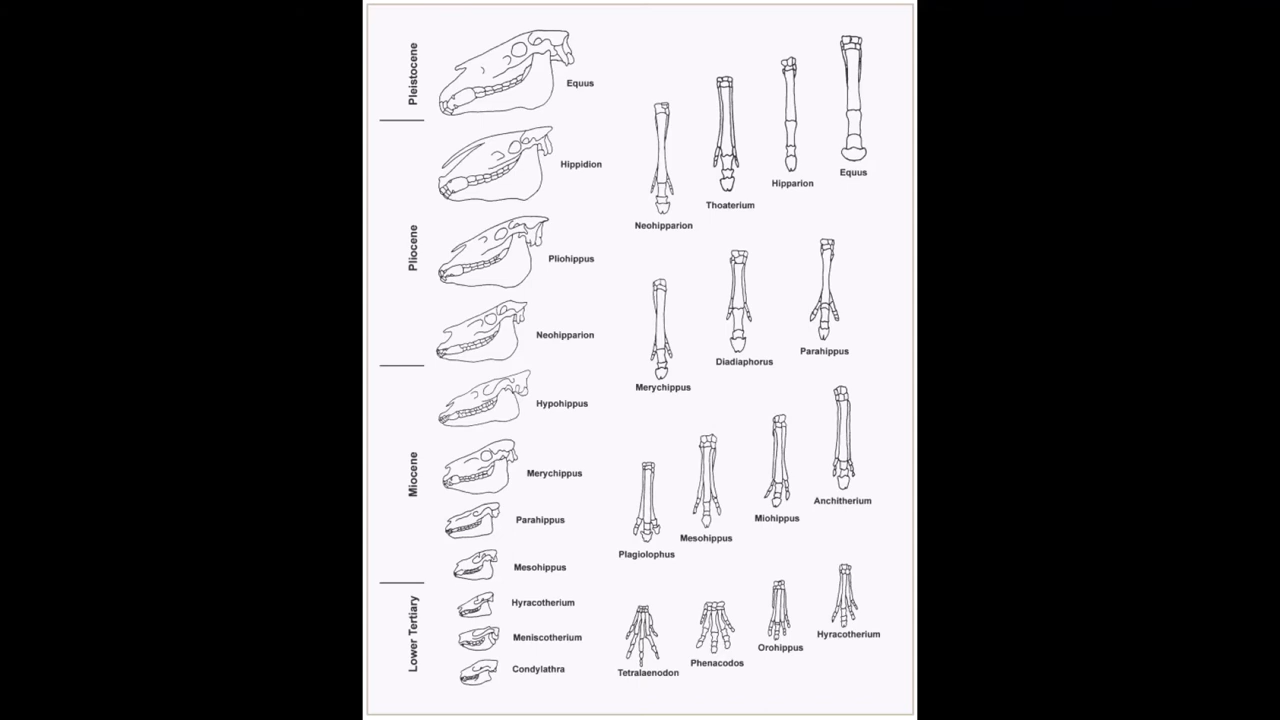 Pleistocene
Equus
Hippidion
Pliocene
Pliohippus
Neohipparion
Hypohippus
Miocene
Merychippus
Parahippus
Mesohippus
Lower Tertiary
Hyracotherium
Meniscotherium
Condylathra
Neohipparion
Thoaterium
Hipparion
Equus
Merychippus
Diadiaphorus
Parahippus
Plagiolophus
Mesohippus
Miohippus
Anchitherium
Tetralaenodon
Phenacodos
Orohippus
Hyracotherium